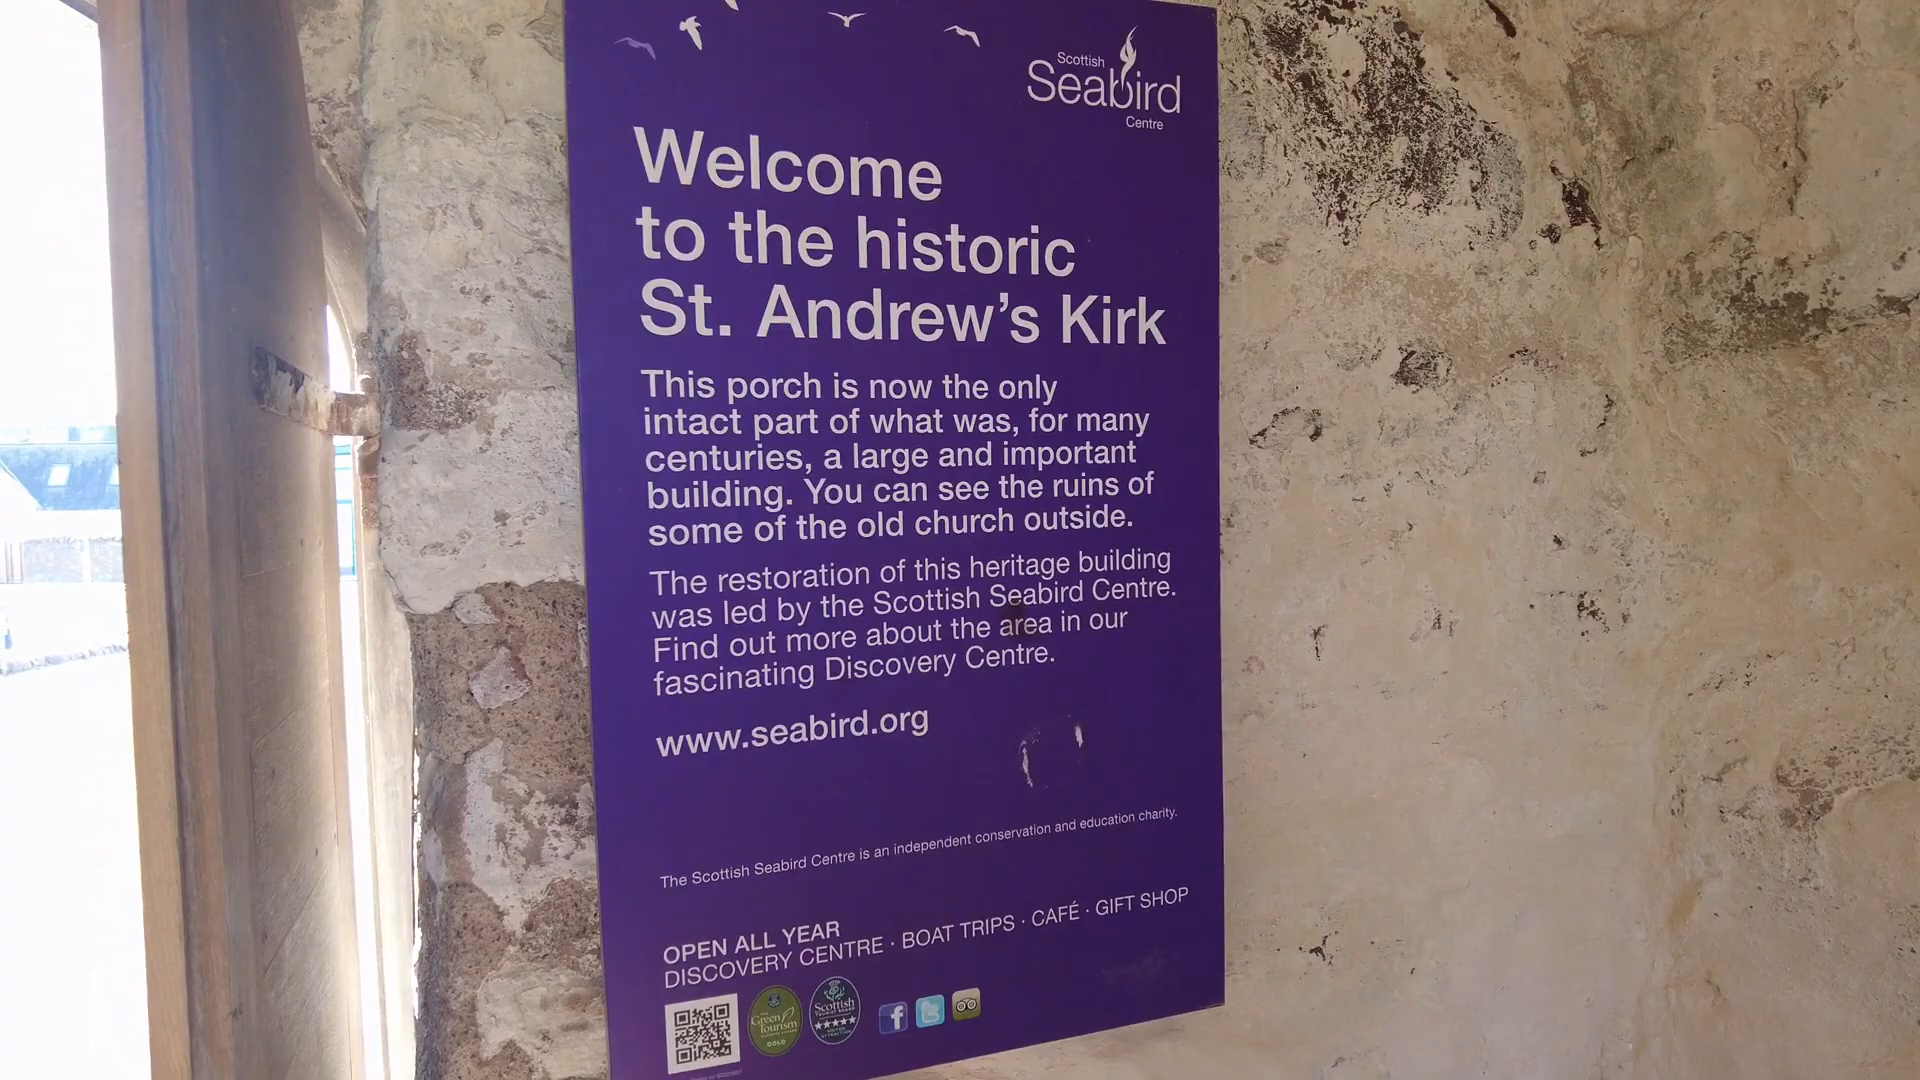 Scottish
Seabird
Centre
Welcome
to the historic
St. Andrew's Kirk
This porch is now the only
intact part of what was, for many
centuries, a large and important
building. You can see the ruins of
some of the old church outside.
The restoration of this heritage building
was led by the Scottish Seabird Centre.
Find out more about the area in our
fascinating Discovery Centre.
www.seabird.org
The Scottish Seabird Centre is an independent conservation and education charity.
OPEN ALL YEAR
DISCOVERY CENTRE · BOAT TRIPS · CAFÉ · GIFT SHOP
Green
Tourism
GOLD
Scottish